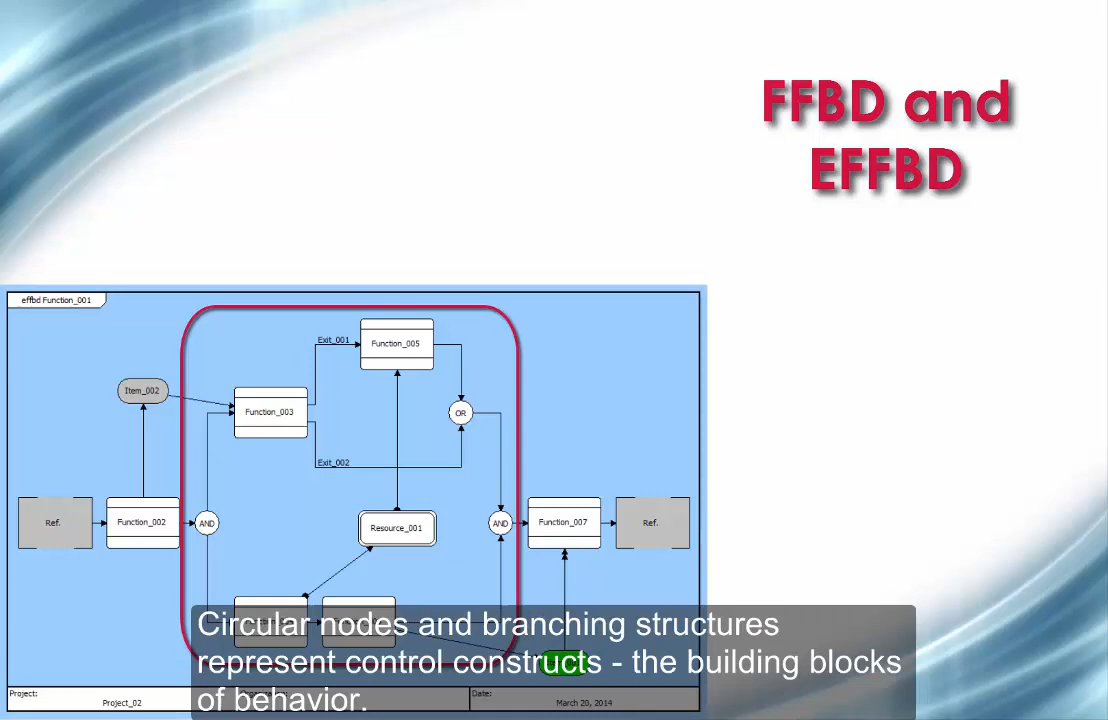 FFBD and
EFFBD
effbd Function_001
Exit_001
Function_005
Item_002
Function_003
OR
Exit_002
Ref.
Function_002
AND
Resource_001
AND
Function_007
Ref.
Circular nodes and branching structures
represent control constructs - the building blocks
of behavior.
Project:
Project_02
Date:
March 20, 2014